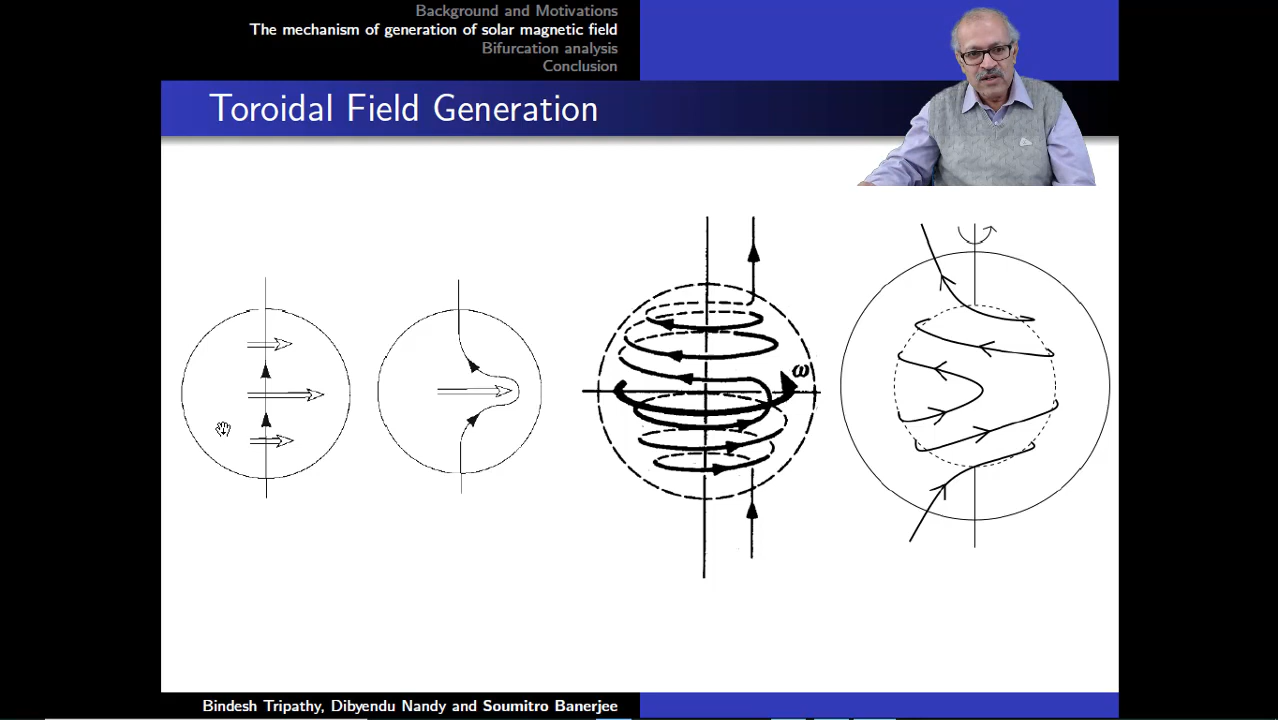 Background and Motivations
The mechanism of generation of solar magnetic field
Bifurcation analysis
Conclusion
Toroidal Field Generation
ω
Bindesh Tripathy, Dibyendu Nandy and Soumitro Banerjee